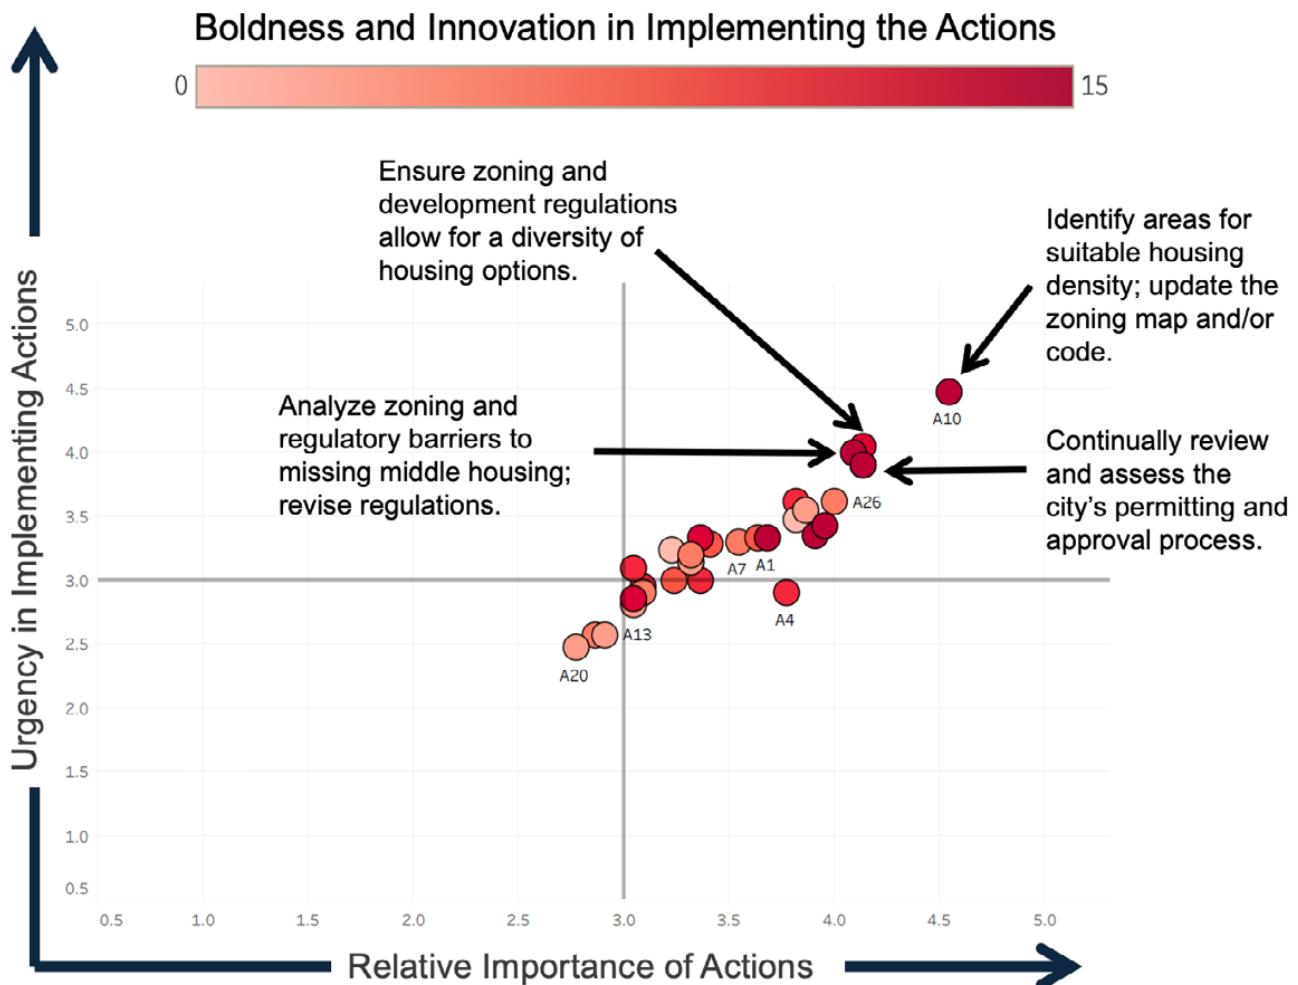 Boldness and Innovation in Implementing the Actions
0
15
Ensure zoning and
development regulations
allow for a diversity of
housing options.
Identify areas for
suitable housing
density; update the
zoning map and/or
code.
Analyze zoning and
regulatory barriers to
missing middle housing;
revise regulations.
Continually review
and assess the
city’s permitting and
approval process.
Urgency in Implementing Actions
5.0
4.5
4.0
3.5
3.0
2.5
2.0
1.5
1.0
0.5
A10
A26
A7
A1
A4
A13
A20
0.5
1.0
1.5
2.0
2.5
3.0
3.5
4.0
4.5
5.0
Relative Importance of Actions